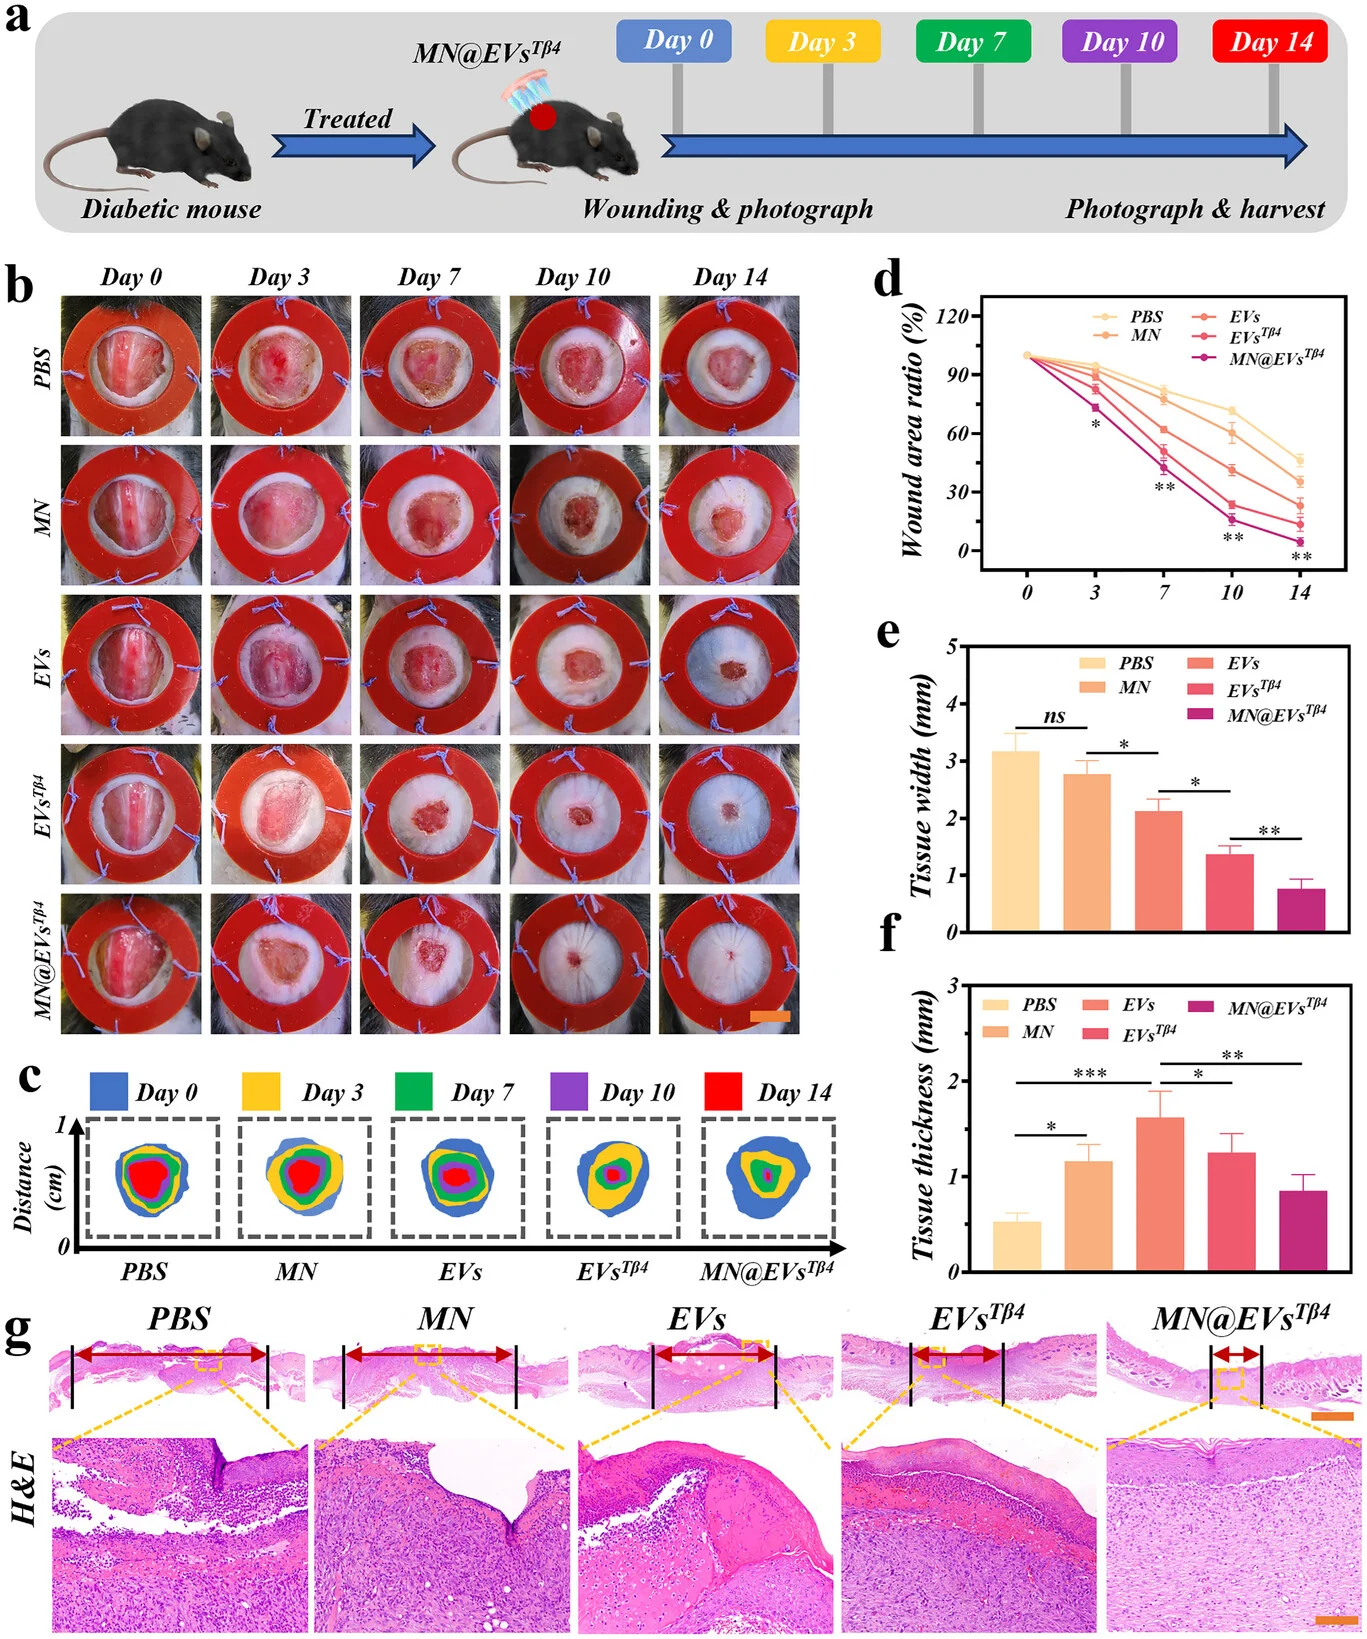 a
MN@EVsTβ4
Day 0 Day 3 Day 7 Day 10 Day 14
Treated
Diabetic mouse
Wounding & photograph
Photograph & harvest
b
Day 0 Day 3 Day 7 Day 10 Day 14
PBS
MN
EVs
EVsTβ4
MN@EVsTβ4
c
Day 0 Day 3 Day 7 Day 10 Day 14
Distance (cm)
1
0
PBS MN EVs EVsTβ4 MN@EVsTβ4
d
Wound area ratio (%)
120
90
60
30
0
PBS
MN
EVs
EVsTβ4
MN@EVsTβ4
*
**
**
**
0 3 7 10 14
e
Tissue width (mm)
5
4
3
2
1
0
PBS
MN
EVs
EVsTβ4
MN@EVsTβ4
ns
*
*
**
f
Tissue thickness (mm)
3
2
1
0
PBS
MN
EVs
EVsTβ4
MN@EVsTβ4
*
***
*
**
g
PBS MN EVs EVsTβ4 MN@EVsTβ4
H&E